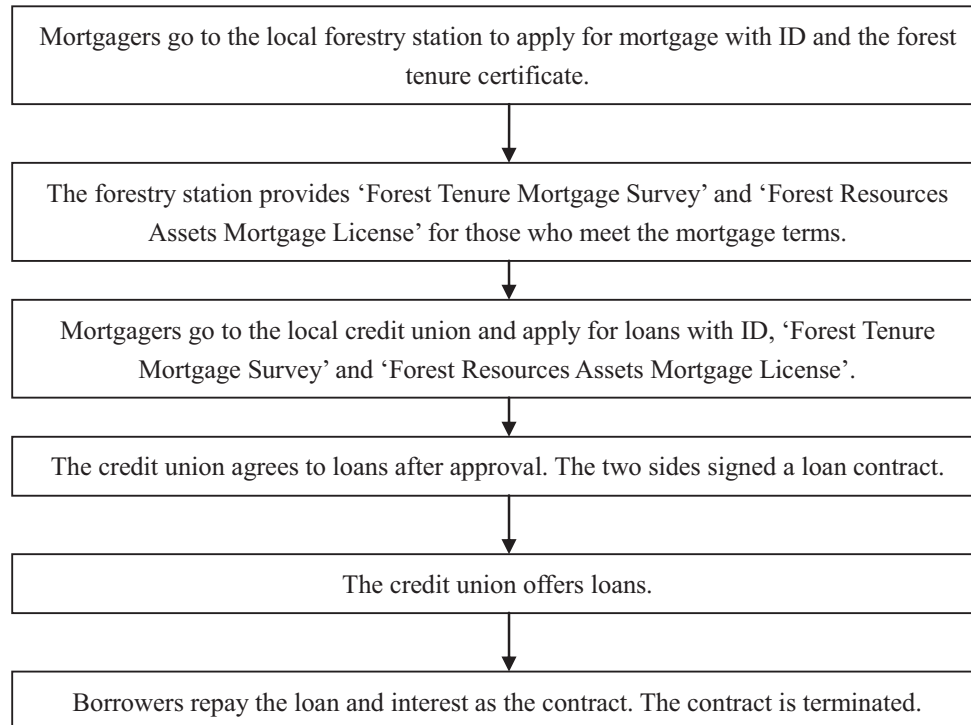 Mortgagers go to the local forestry station to apply for mortgage with ID and the forest
tenure certificate.
The forestry station provides ‘Forest Tenure Mortgage Survey’ and ‘Forest Resources
Assets Mortgage License’ for those who meet the mortgage terms.
Mortgagers go to the local credit union and apply for loans with ID, ‘Forest Tenure
Mortgage Survey’ and ‘Forest Resources Assets Mortgage License’.
The credit union agrees to loans after approval. The two sides signed a loan contract.
The credit union offers loans.
Borrowers repay the loan and interest as the contract. The contract is terminated.